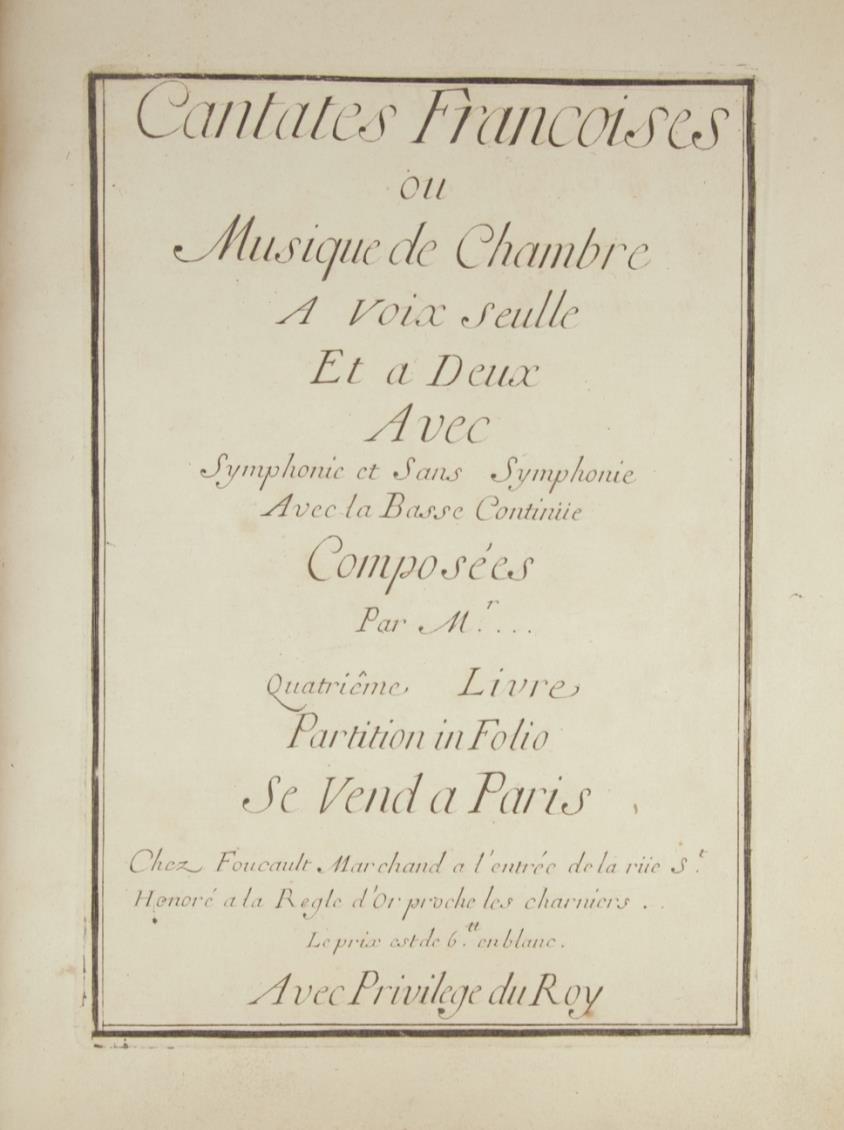 Cantates Francoises
ou
Musique de Chambre
A Voix Seulle
Et a Deux
Avec
Symphonie et Sans Symphonie
Avec la Basse Continüe
Composées
Par M.r ...
Quatriême Livre
Partition in Folio
Se Vend a Paris
Chez Foucault Marchand a l'entrée de la rüe S.t
Honoré a la Regle d'Or proche les charniers ..
Le prix est de 6.tt en blanc.
Avec Privilege du Roy